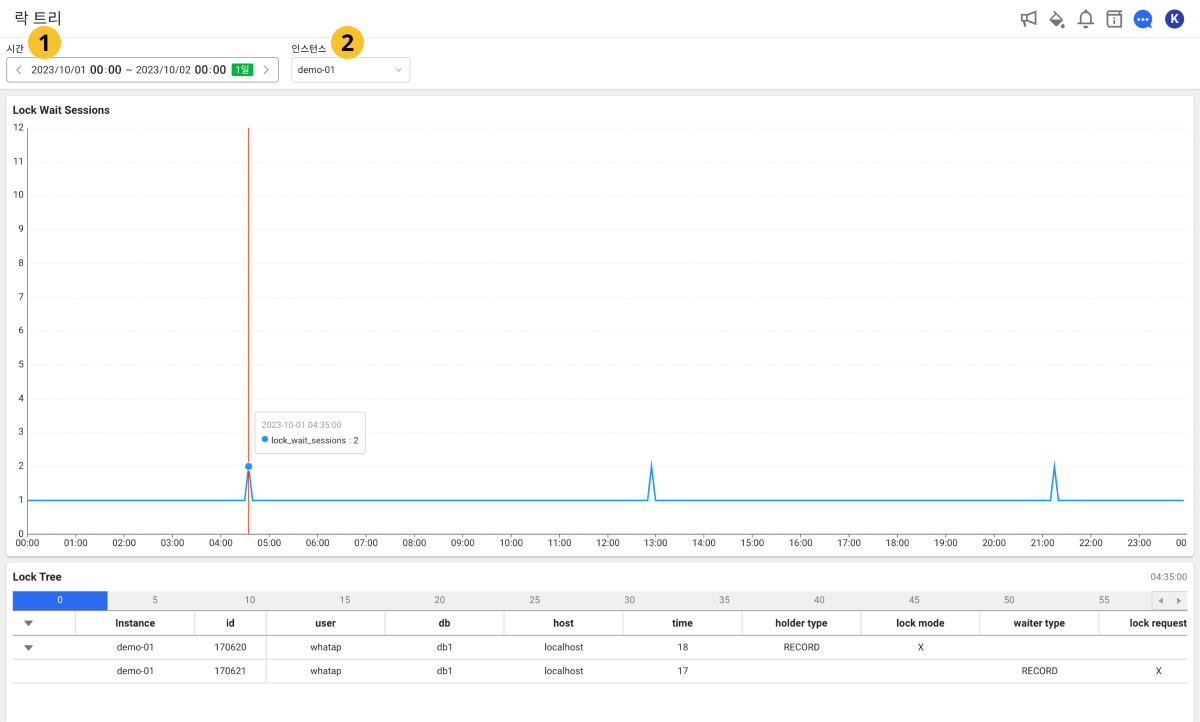 락 트리
K
시간 1 인스턴스 2
2023/10/01 00:00 ~ 2023/10/02 00:00 1일 demo-01
Lock Wait Sessions
12
11
10
9
8
7
6
5
4
3
2
1
0
2023-10-01 04:35:00
lock_wait_sessions : 2
00:00 01:00 02:00 03:00 04:00 05:00 06:00 07:00 08:00 09:00 10:00 11:00 12:00 13:00 14:00 15:00 16:00 17:00 18:00 19:00 20:00 21:00 22:00 23:00 00
Lock Tree 04:35:00
0 5 10 15 20 25 30 35 40 45 50 55
Instance id user db host time holder type lock mode waiter type lock request
demo-01 170620 whatap db1 localhost 18 RECORD X
demo-01 170621 whatap db1 localhost 17 RECORD X